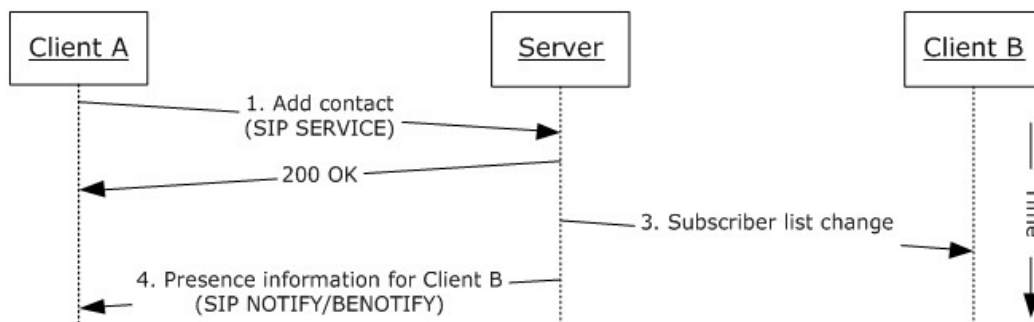 Client A
Server
Client B
1. Add contact
(SIP SERVICE)
200 OK
3. Subscriber list change
4. Presence information for Client B
(SIP NOTIFY/BENOTIFY)
Time